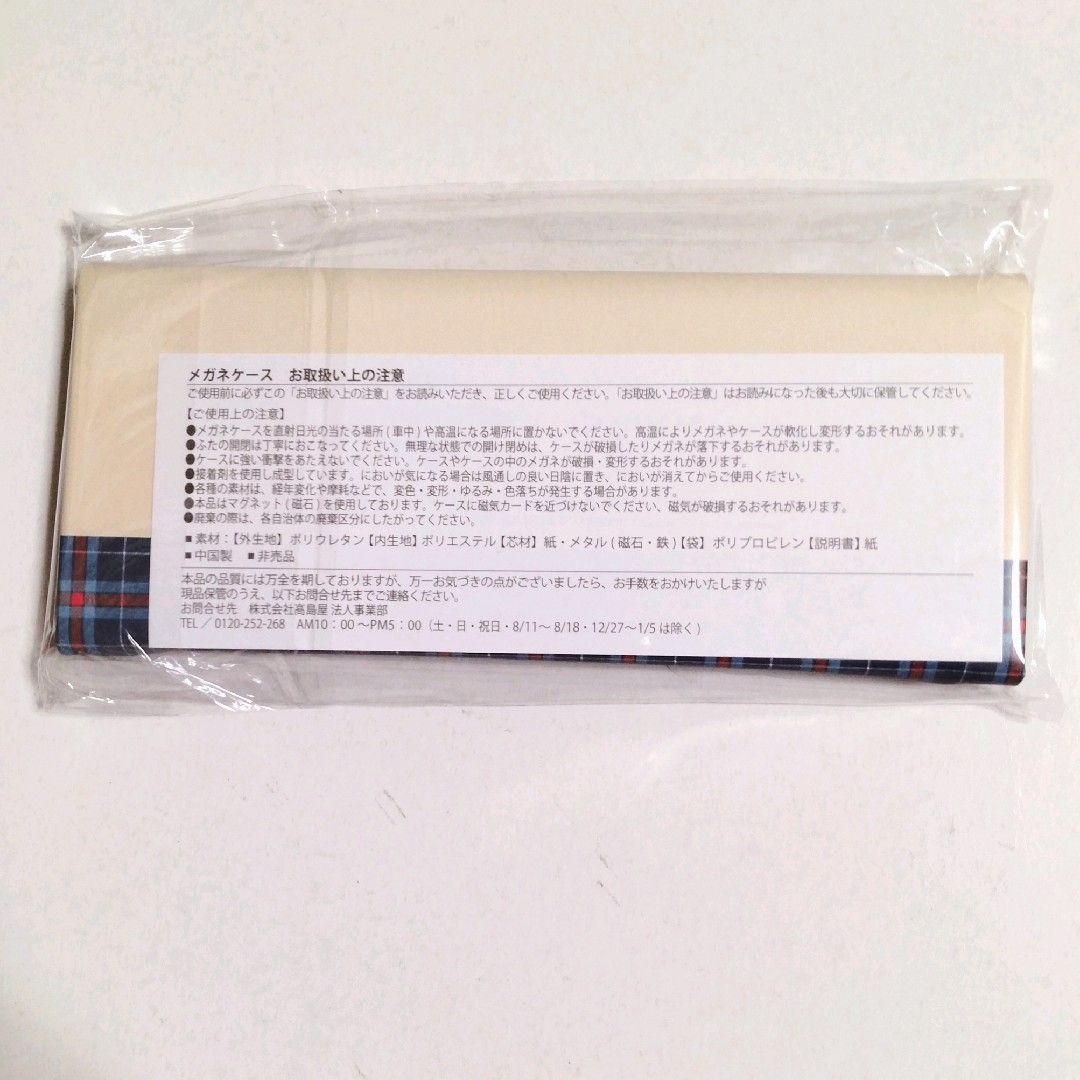 メガネケース　お取扱い上の注意
ご使用前に必ずこの「お取扱い上の注意」をお読みいただき、正しくご使用ください。「お取扱い上の注意」はお読みになった後も大切に保管してください。
【ご使用上の注意】
●メガネケースを直射日光の当たる場所(車中)や高温になる場所に置かないでください。高温によりメガネやケースが軟化し変形するおそれがあります。
●ふたの開閉は丁寧におこなってください。無理な状態での開け閉めは、ケースが破損したりメガネが落下するおそれがあります。
●ケースに強い衝撃をあたえないでください。ケースやケースの中のメガネが破損・変形するおそれがあります。
●接着剤を使用し成型しています。においが気になる場合は風通しの良い日陰に置き、においが消えてからご使用ください。
●各種の素材は、経年変化や摩耗などで、変色・変形・ゆるみ・色落ちが発生する場合があります。
●本品はマグネット(磁石)を使用しております。ケースに磁気カードを近づけないでください、磁気が破損するおそれがあります。
●廃棄の際は、各自治体の廃棄区分にしたがってください。
■素材：【外生地】ポリウレタン【内生地】ポリエステル【芯材】紙・メタル(磁石・鉄)【袋】ポリプロピレン【説明書】紙
■中国製　■非売品
本品の品質には万全を期しておりますが、万一お気づきの点がございましたら、お手数をおかけいたしますが
現品保管のうえ、以下お問合せ先までご連絡ください。
お問合せ先　株式会社髙島屋 法人事業部
TEL／0120-252-268　AM10：00～PM5：00（土・日・祝日・8/11～8/18・12/27～1/5は除く)